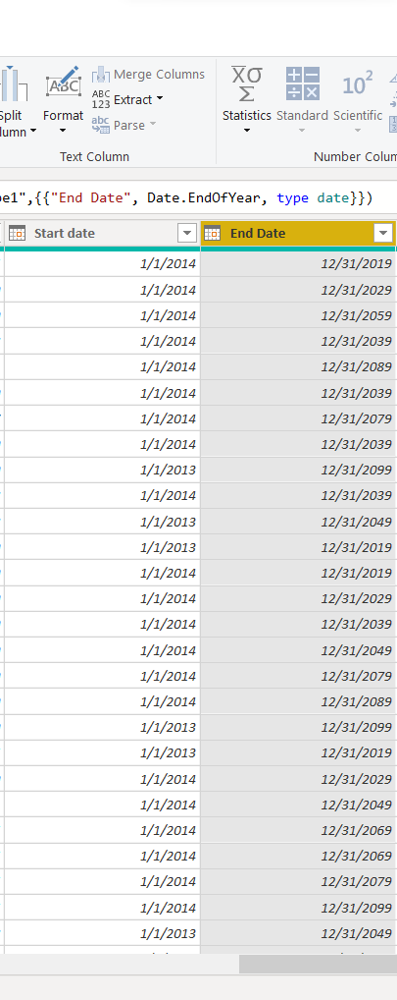 Merge Columns
ABC
123
Extract
Split
lumn
ABC
Format
abc
Parse
Text Column
Xσ
Σ
Statistics
Standard
10²
Scientific
Number Colum
pe1",{{"End Date", Date.EndOfYear, type date}})
Start date End Date
1/1/2014 12/31/2019
1/1/2014 12/31/2029
1/1/2014 12/31/2059
1/1/2014 12/31/2039
1/1/2014 12/31/2089
1/1/2014 12/31/2039
1/1/2014 12/31/2079
1/1/2014 12/31/2039
1/1/2013 12/31/2099
1/1/2014 12/31/2039
1/1/2013 12/31/2049
1/1/2013 12/31/2019
1/1/2014 12/31/2019
1/1/2014 12/31/2029
1/1/2014 12/31/2039
1/1/2014 12/31/2049
1/1/2014 12/31/2079
1/1/2014 12/31/2089
1/1/2013 12/31/2099
1/1/2013 12/31/2019
1/1/2014 12/31/2029
1/1/2014 12/31/2049
1/1/2014 12/31/2069
1/1/2014 12/31/2069
1/1/2014 12/31/2079
1/1/2014 12/31/2099
1/1/2013 12/31/2049